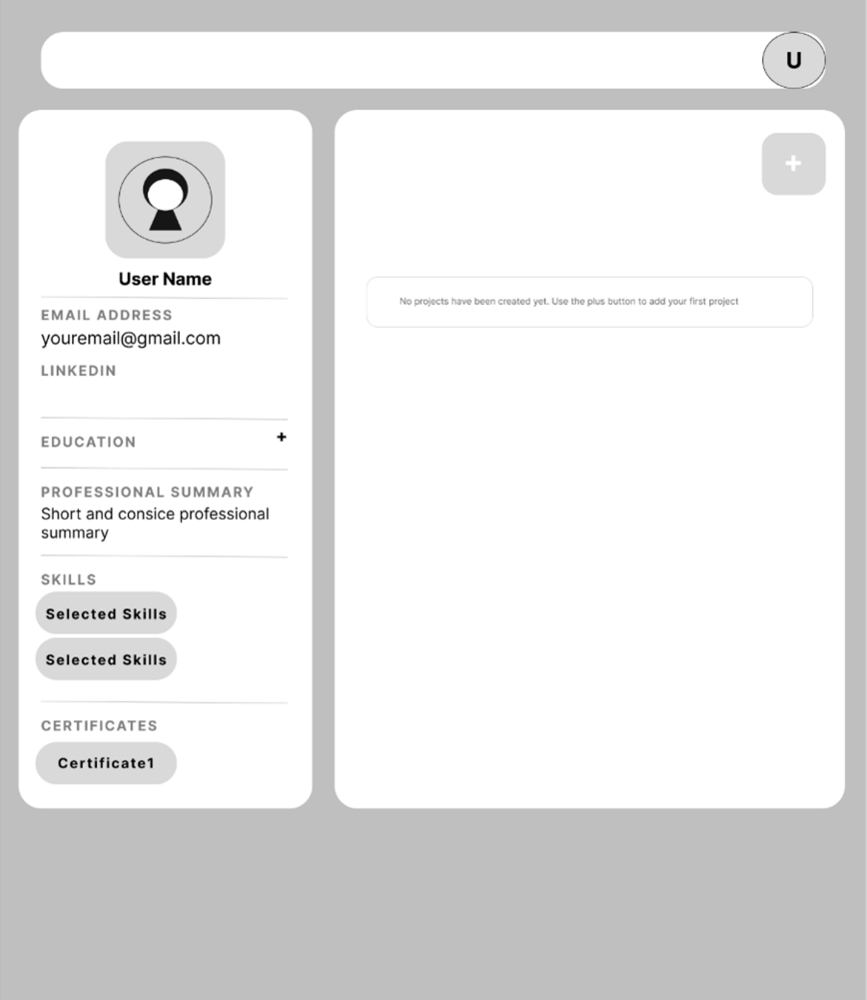 U
+
User Name
EMAIL ADDRESS
youremail@gmail.com
LINKEDIN
EDUCATION +
PROFESSIONAL SUMMARY
Short and consice professional
summary
SKILLS
Selected Skills
Selected Skills
CERTIFICATES
Certificate1
No projects have been created yet. Use the plus button to add your first project